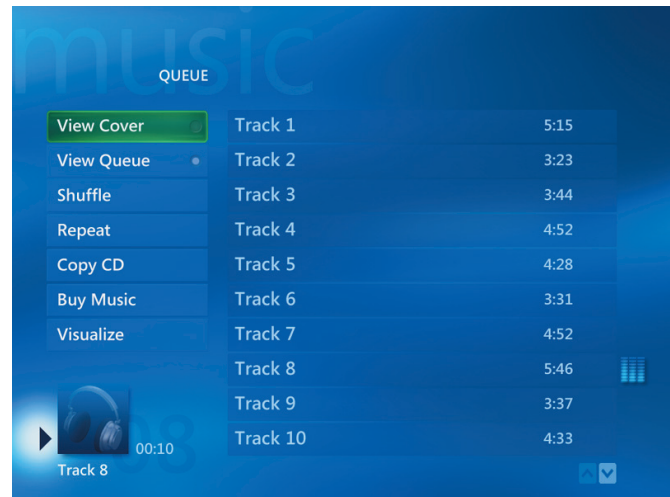 music
QUEUE
View Cover
View Queue
Shuffle
Repeat
Copy CD
Buy Music
Visualize
Track 1 5:15
Track 2 3:23
Track 3 3:44
Track 4 4:52
Track 5 4:28
Track 6 3:31
Track 7 4:52
Track 8 5:46
Track 9 3:37
Track 10 4:33
08
00:10
Track 8